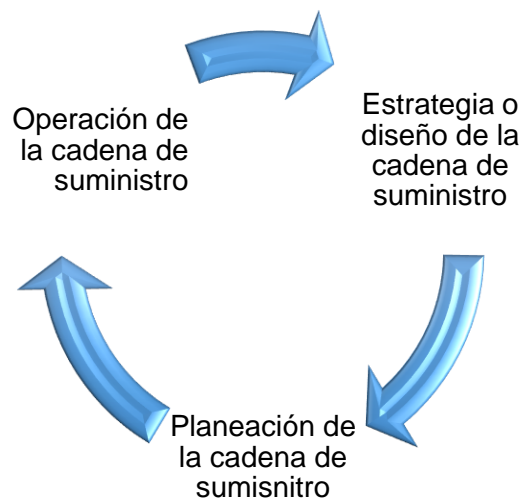 Operación de
la cadena de
suministro
Estrategia o
diseño de la
cadena de
suministro
Planeación de
la cadena de
sumisnitro